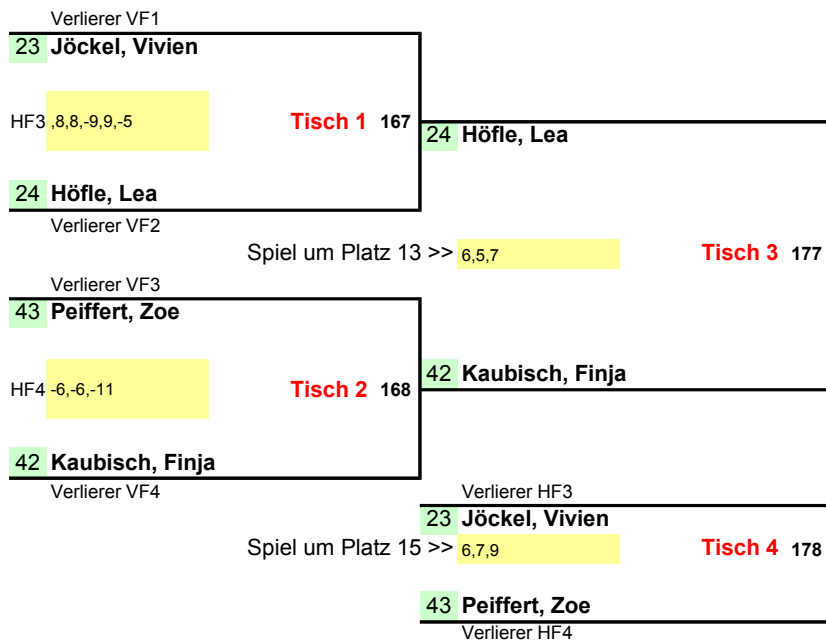 Verlierer VF1
23 Jöckel, Vivien
HF3 ,8,8,-9,9,-5 Tisch 1 167
24 Höfle, Lea
24 Höfle, Lea
Verlierer VF2
Spiel um Platz 13 >> 6,5,7 Tisch 3 177
Verlierer VF3
43 Peiffert, Zoe
42 Kaubisch, Finja
HF4 -6,-6,-11 Tisch 2 168
42 Kaubisch, Finja
Verlierer VF4
Verlierer HF3
23 Jöckel, Vivien
Spiel um Platz 15 >> 6,7,9 Tisch 4 178
43 Peiffert, Zoe
Verlierer HF4